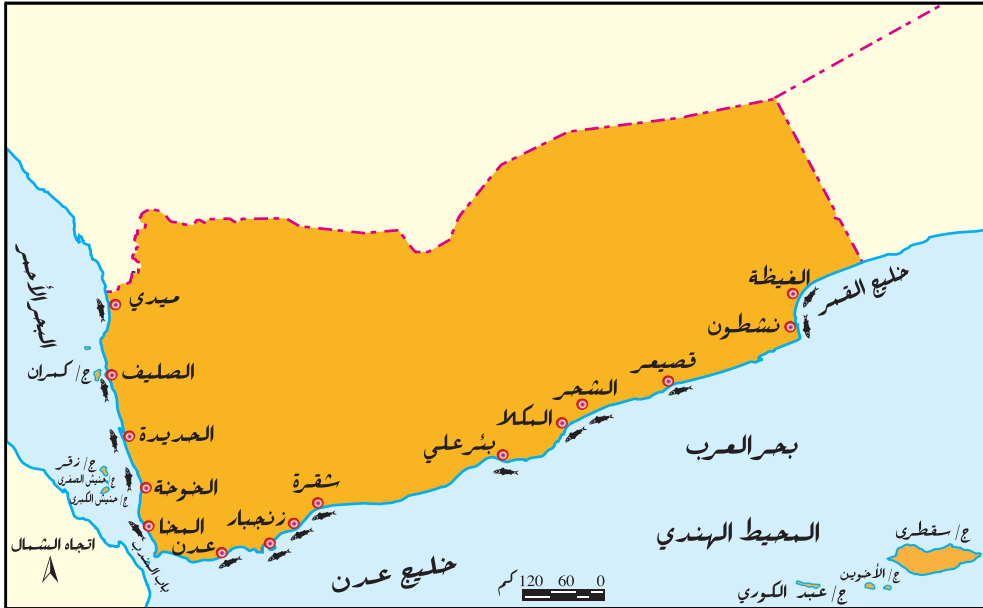 البحر الأحمر
ميدي
الصليف
ج/ كمران
الحديدة
ج/ زقر
ج/ حنيش الصغرى
ج/ حنيش الكبرى
الخوخة
المخا
باب المندب
اتجاه الشمال
عدن
زنجبار
شقرة
بئر علي
المكلا
الشحر
قصيعر
نشطون
الغيظة
خليج القمر
بحر العرب
المحيط الهندي
خليج عدن
ج/ سقطرى
ج/ الأخوين
ج/ عبد الكوري
كم 120 60 0